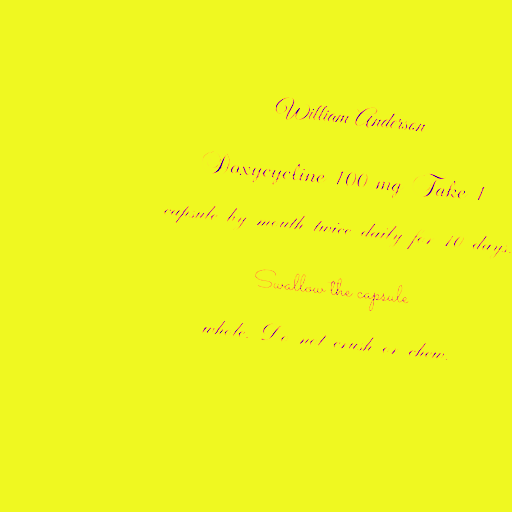 William Anderson
Doxycycline 100 mg Take 1
capsule by mouth twice daily for 10 days.
Swallow the capsule
whole. Do not crush or chew.